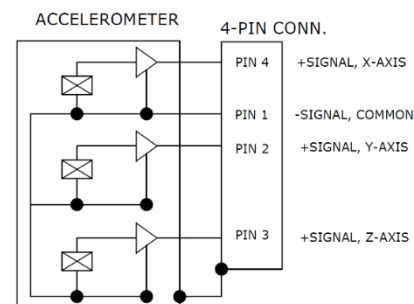 ACCELEROMETER
4-PIN CONN.
PIN 4 +SIGNAL, X-AXIS
PIN 1 -SIGNAL, COMMON
PIN 2 +SIGNAL, Y-AXIS
PIN 3 +SIGNAL, Z-AXIS